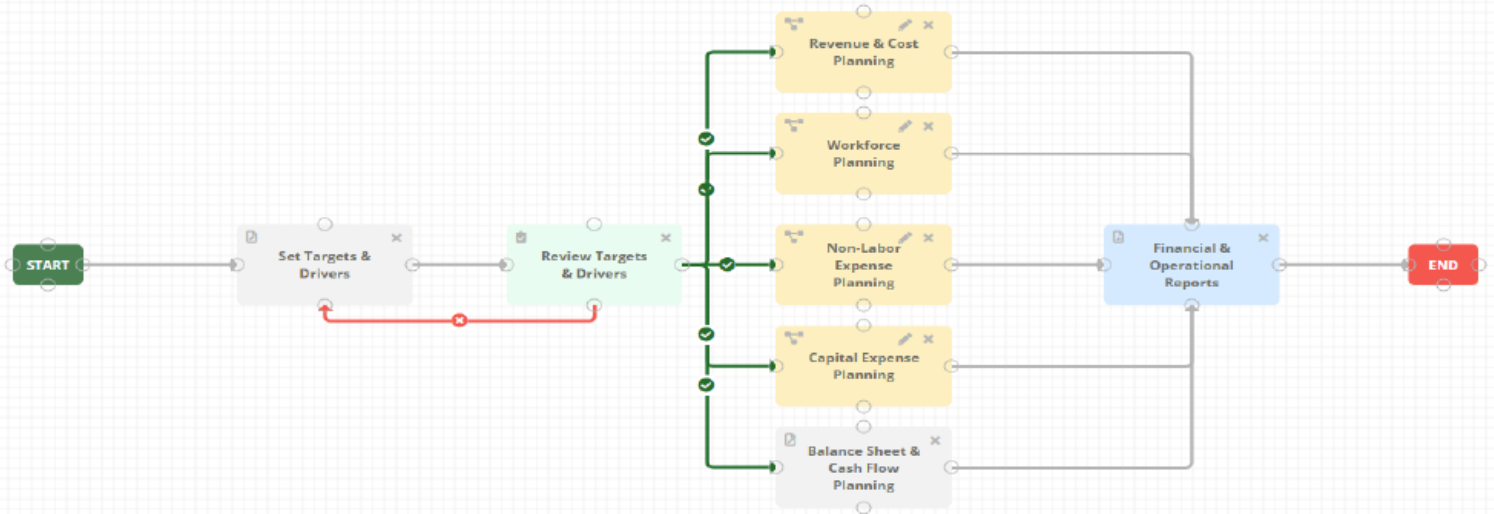 START
Set Targets &
Drivers
Review Targets
& Drivers
Revenue & Cost
Planning
Workforce
Planning
Non-Labor
Expense
Planning
Capital Expense
Planning
Balance Sheet &
Cash Flow
Planning
Financial &
Operational
Reports
END